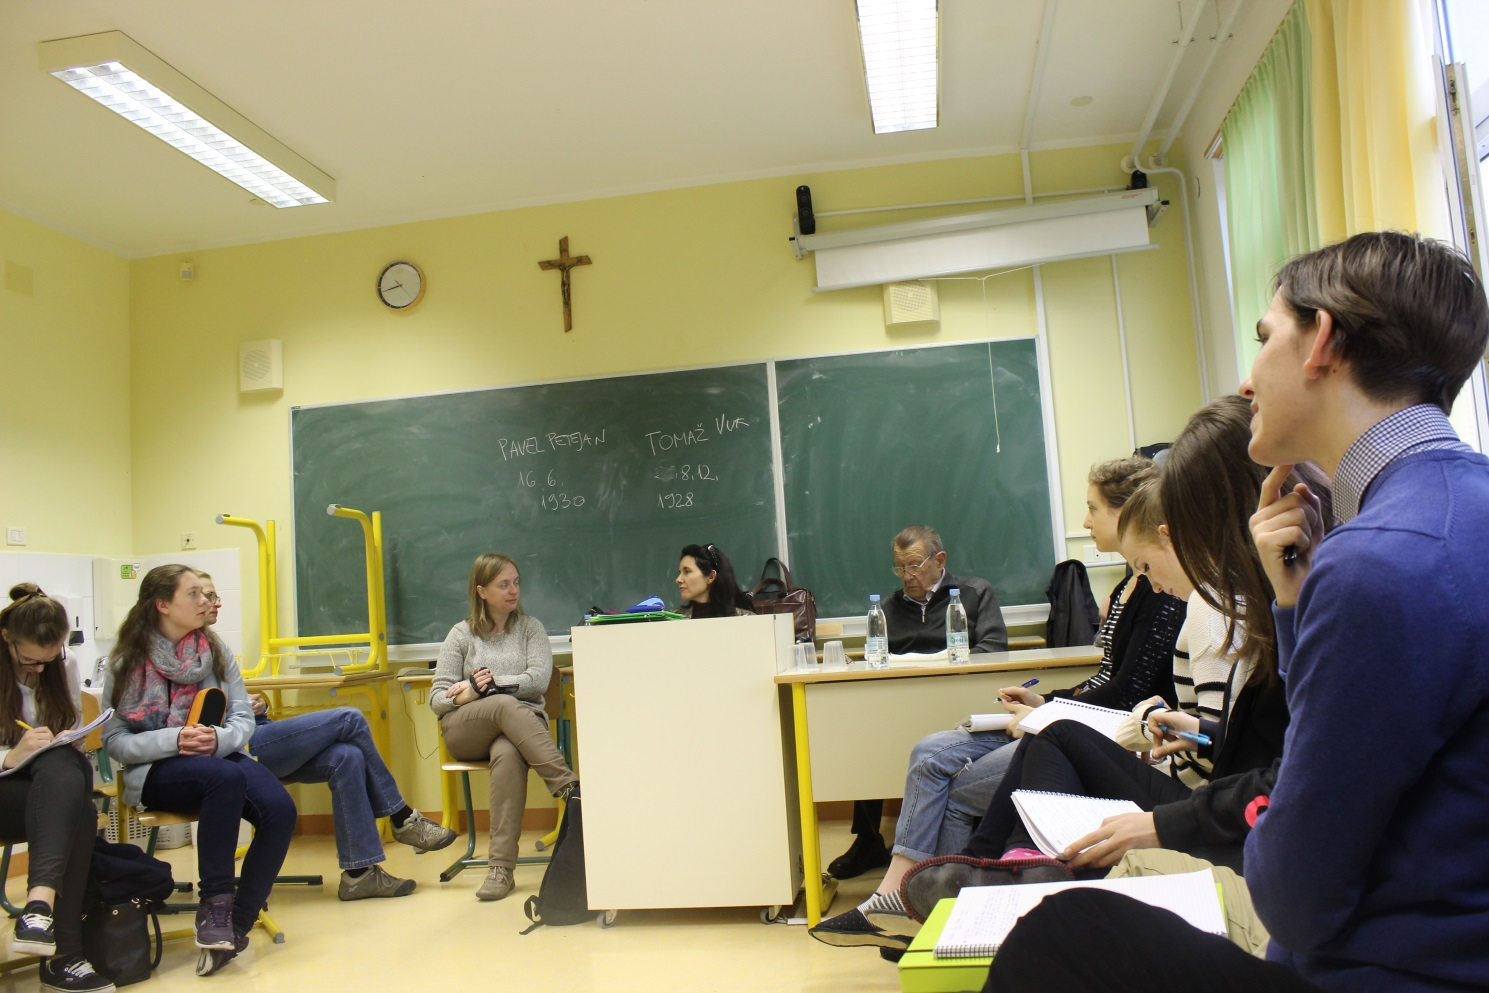 PAVEL PETEJAN
16. 6.
1930
TOMAŽ VUK
8.12.
1928